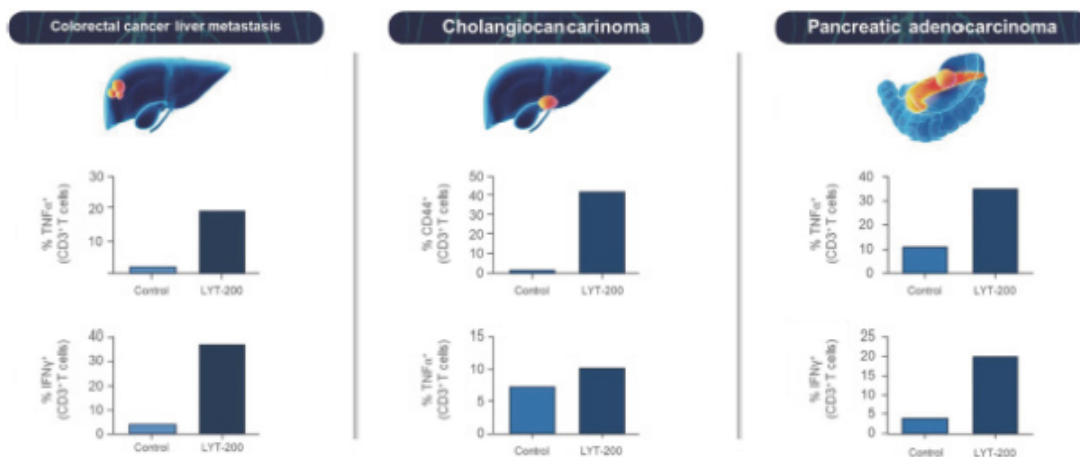 Colorectal cancer liver metastasis
Cholangiocancarinoma
Pancreatic adenocarcinoma
% TNFα⁺
(CD3⁺ T cells)
30
20
10
Control
LYT-200
% CD44⁺
(CD3⁺ T cells)
50
40
30
20
10
0
Control
LYT-200
% TNFα⁺
(CD3⁺ T cells)
40
30
20
10
0
Control
LYT-200
% IFNγ⁺
(CD3⁺ T cells)
40
30
20
10
0
Control
LYT-200
% TNFα⁺
(CD3⁺ T cells)
15
10
5
0
Control
LYT-200
% IFNγ⁺
(CD3⁺ T cells)
25
20
15
10
5
0
Control
LYT-200